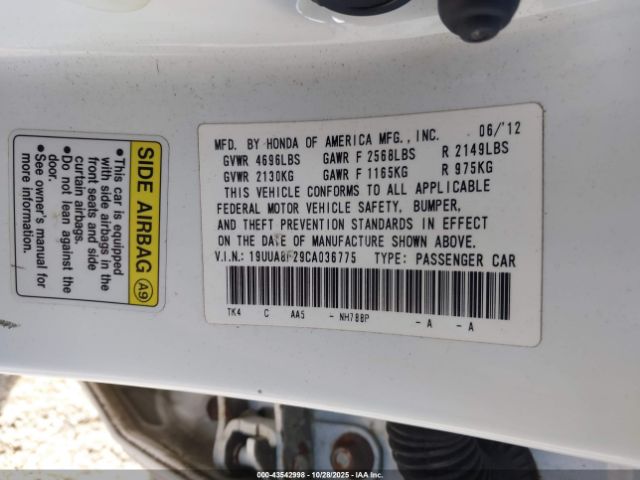 MFD. BY HONDA OF AMERICA MFG., INC. 06/'12
GVWR 4696LBS GAWR F 2568LBS R 2149LBS
GVWR 2130KG GAWR F 1165KG R 975KG
THIS VEHICLE CONFORMS TO ALL APPLICABLE
FEDERAL MOTOR VEHICLE SAFETY, BUMPER,
AND THEFT PREVENTION STANDARDS IN EFFECT
ON THE DATE OF MANUFACTURE SHOWN ABOVE.
V.I.N.: 19UUA8F29CA036775 TYPE: PASSENGER CAR
TK4 C AA5 - NH788P - A - A
SIDE AIRBAG A9
• This car is equipped
with side airbags in the
front seats and side
curtain airbags.
• Do not lean against the
door.
• See owner's manual for
more information.
000-43542998 | 10/28/2025 | IAAI.COM